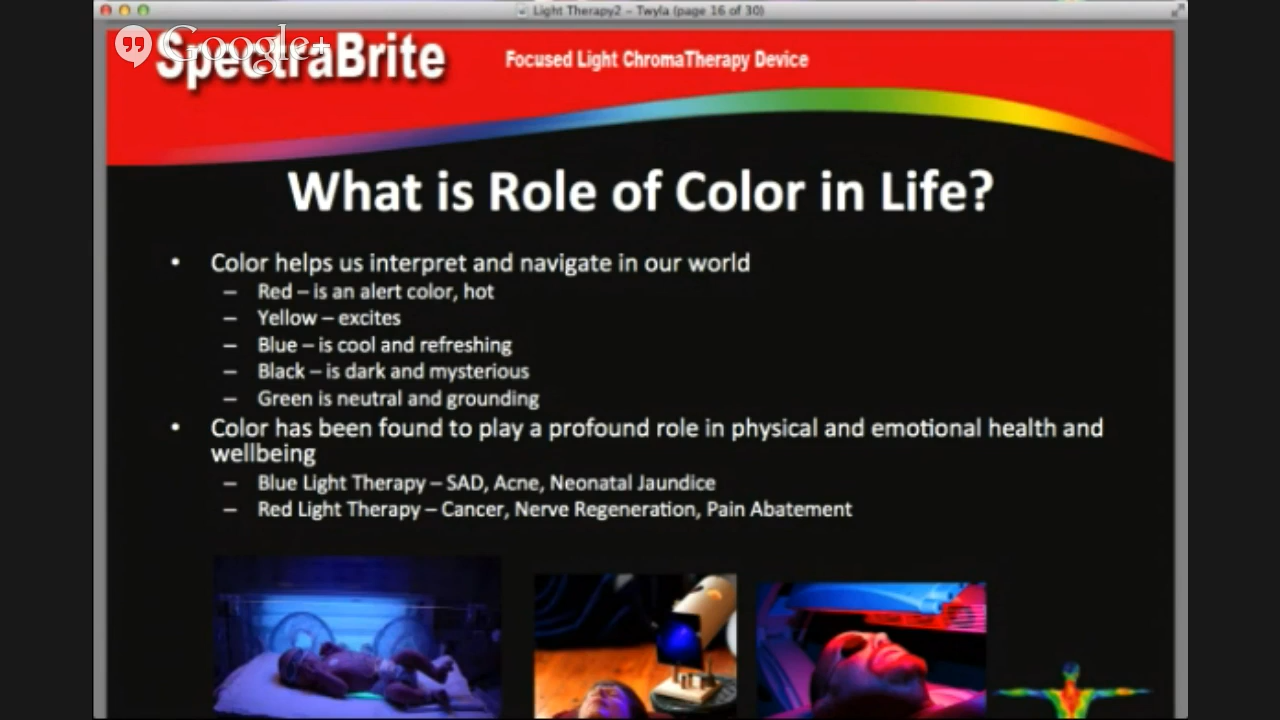 Light Therapy2 – Twyla (page 16 of 30)
Google+
SpectraBrite
Focused Light ChromaTherapy Device
What is Role of Color in Life?
• Color helps us interpret and navigate in our world
– Red – is an alert color, hot
– Yellow – excites
– Blue – is cool and refreshing
– Black – is dark and mysterious
– Green is neutral and grounding
• Color has been found to play a profound role in physical and emotional health and
wellbeing
– Blue Light Therapy – SAD, Acne, Neonatal Jaundice
– Red Light Therapy – Cancer, Nerve Regeneration, Pain Abatement